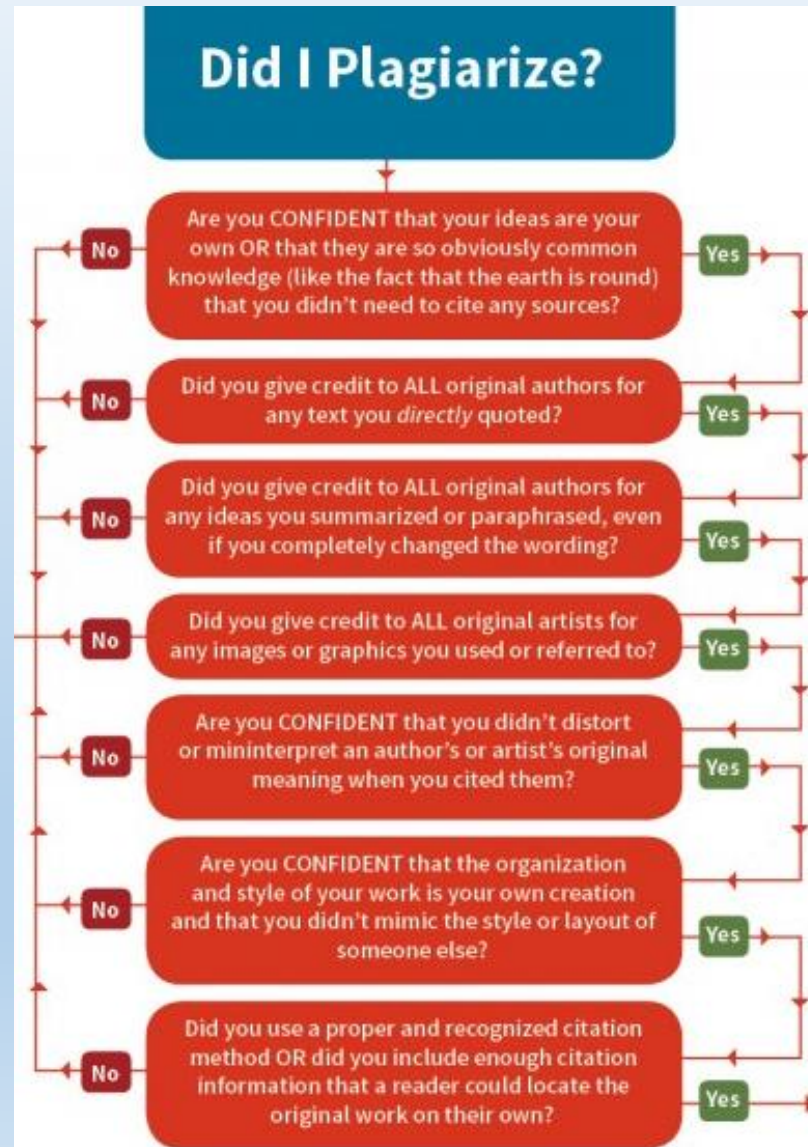 Did I Plagiarize?
Are you CONFIDENT that your ideas are your
own OR that they are so obviously common
knowledge (like the fact that the earth is round)
that you didn't need to cite any sources?
No
Yes
Did you give credit to ALL original authors for
any text you directly quoted?
No
Yes
Did you give credit to ALL original authors for
any ideas you summarized or paraphrased, even
if you completely changed the wording?
No
Yes
Did you give credit to ALL original artists for
any images or graphics you used or referred to?
No
Yes
Are you CONFIDENT that you didn't distort
or mininterpret an author's or artist's original
meaning when you cited them?
No
Yes
Are you CONFIDENT that the organization
and style of your work is your own creation
and that you didn't mimic the style or layout of
someone else?
No
Yes
Did you use a proper and recognized citation
method OR did you include enough citation
information that a reader could locate the
original work on their own?
No
Yes